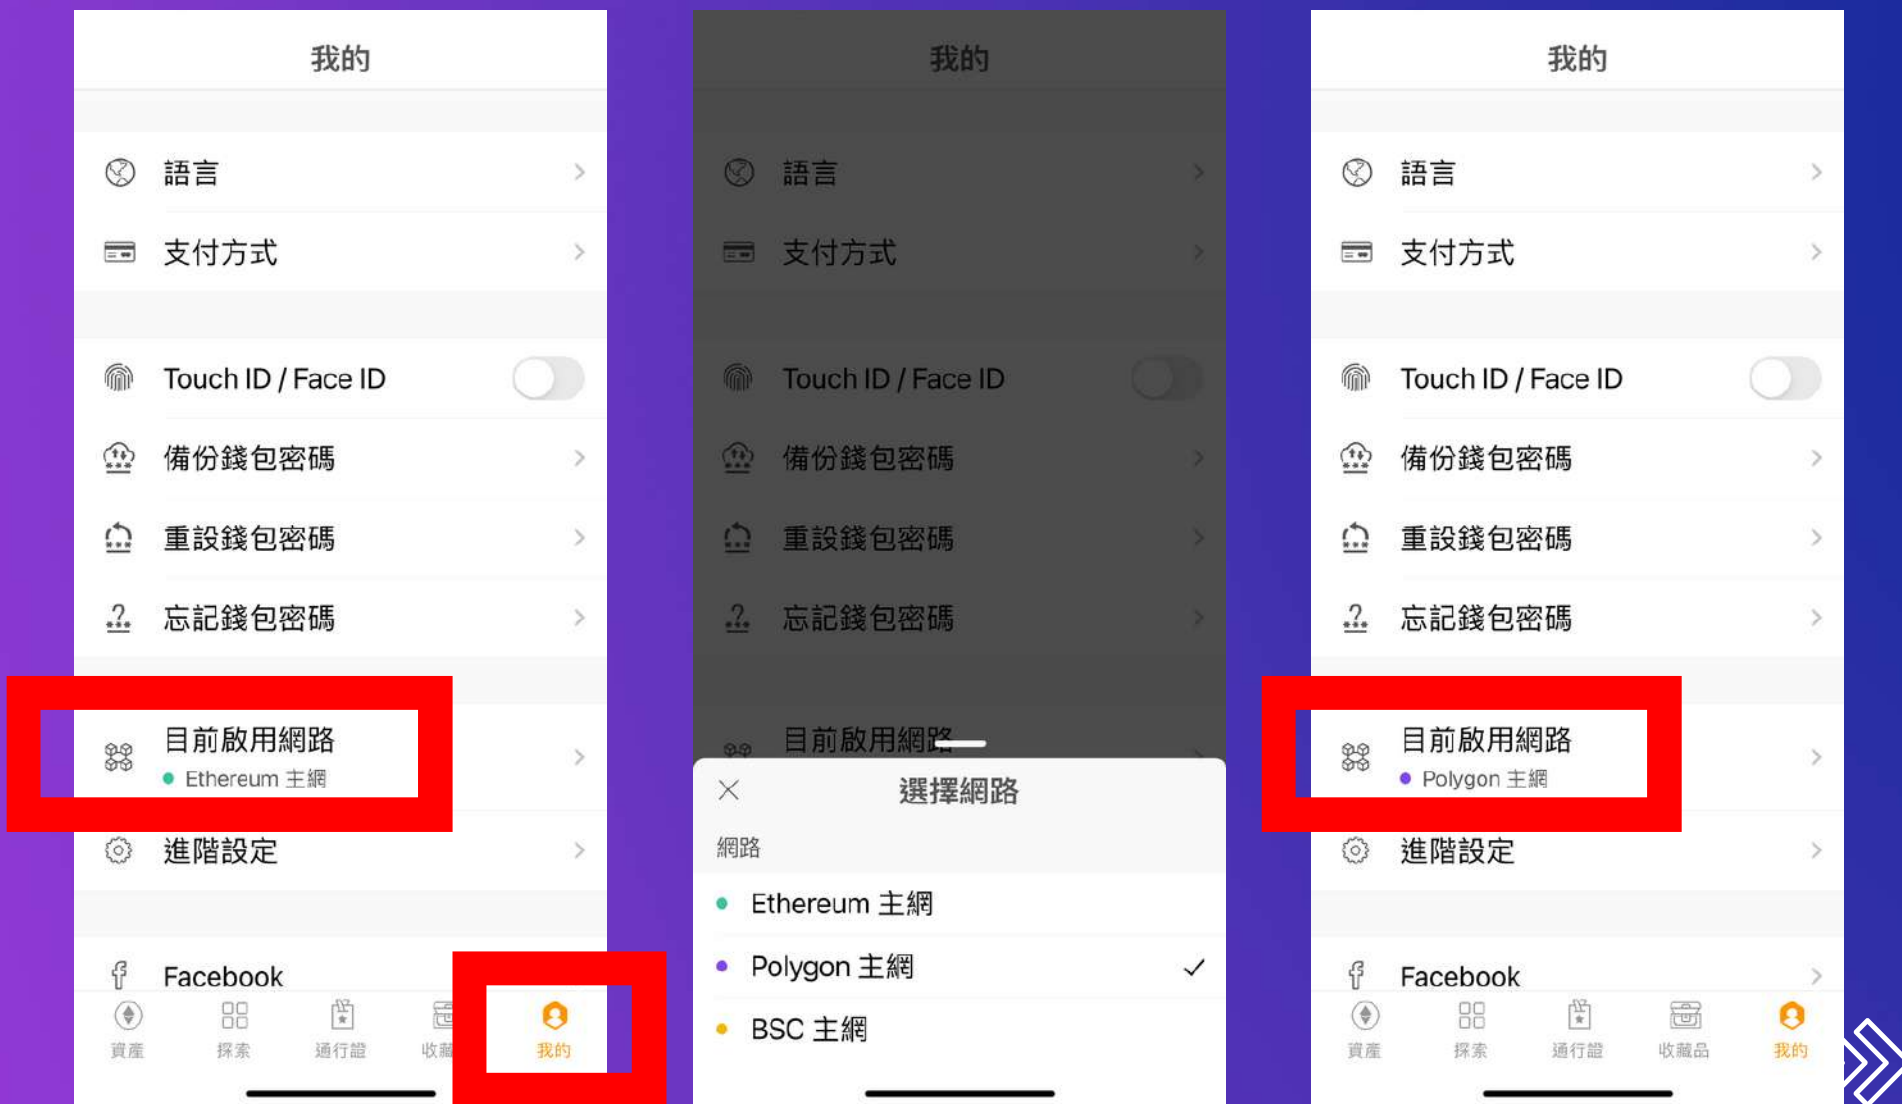 我的
語言
支付方式
Touch ID / Face ID
備份錢包密碼
重設錢包密碼
忘記錢包密碼
目前啟用網路
Ethereum 主網
進階設定
Facebook
資產
探索
通行證
收藏
我的
我的
語言
支付方式
Touch ID / Face ID
備份錢包密碼
重設錢包密碼
忘記錢包密碼
目前啟用網路
選擇網路
網路
Ethereum 主網
Polygon 主網
BSC 主網
我的
語言
支付方式
Touch ID / Face ID
備份錢包密碼
重設錢包密碼
忘記錢包密碼
目前啟用網路
Polygon 主網
進階設定
Facebook
資產
探索
通行證
收藏品
我的